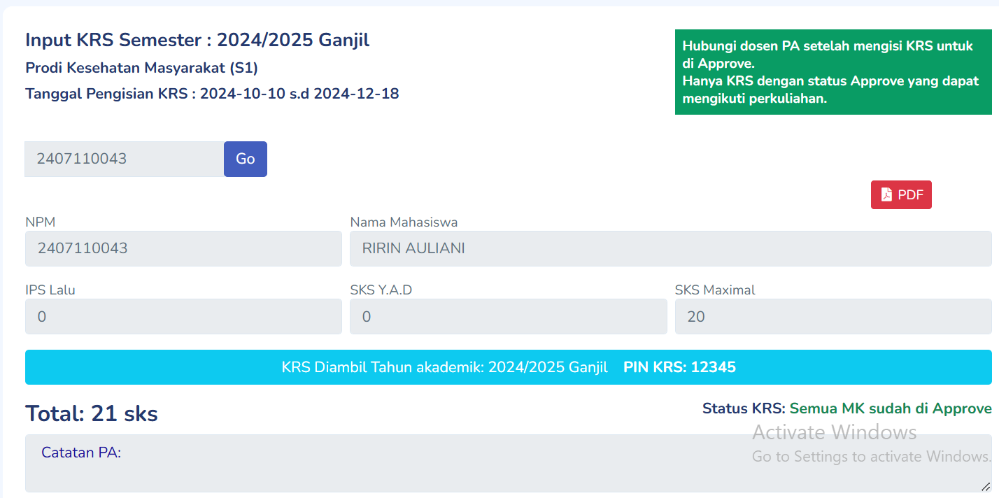 Input KRS Semester : 2024/2025 Ganjil
Prodi Kesehatan Masyarakat (S1)
Tanggal Pengisian KRS : 2024-10-10 s.d 2024-12-18
Hubungi dosen PA setelah mengisi KRS untuk
di Approve.
Hanya KRS dengan status Approve yang dapat
mengikuti perkuliahan.
2407110043 Go
PDF
NPM Nama Mahasiswa
2407110043 RIRIN AULIANI
IPS Lalu SKS Y.A.D SKS Maximal
0 0 20
KRS Diambil Tahun akademik: 2024/2025 Ganjil PIN KRS: 12345
Total: 21 sks
Status KRS: Semua MK sudah di Approve
Catatan PA:
Activate Windows
Go to Settings to activate Windows.